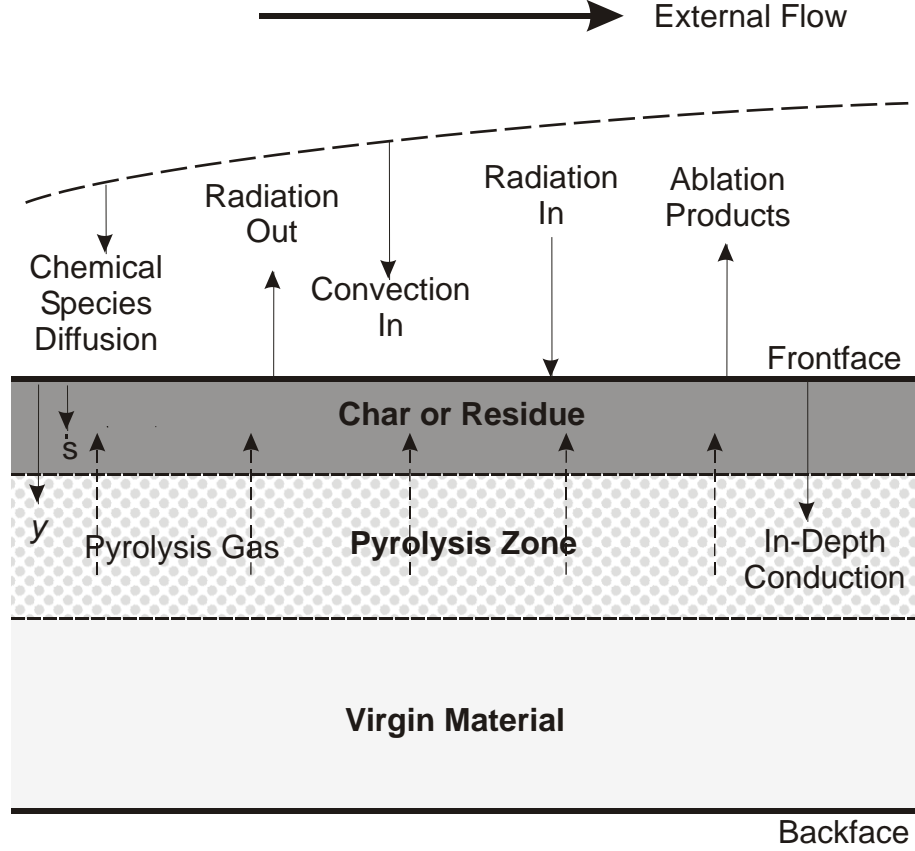 External Flow
Radiation
Out
Radiation
In
Ablation
Products
Chemical
Species
Diffusion
Convection
In
Frontface
Char or Residue
ṡ
y
Pyrolysis Gas
Pyrolysis Zone
In-Depth
Conduction
Virgin Material
Backface